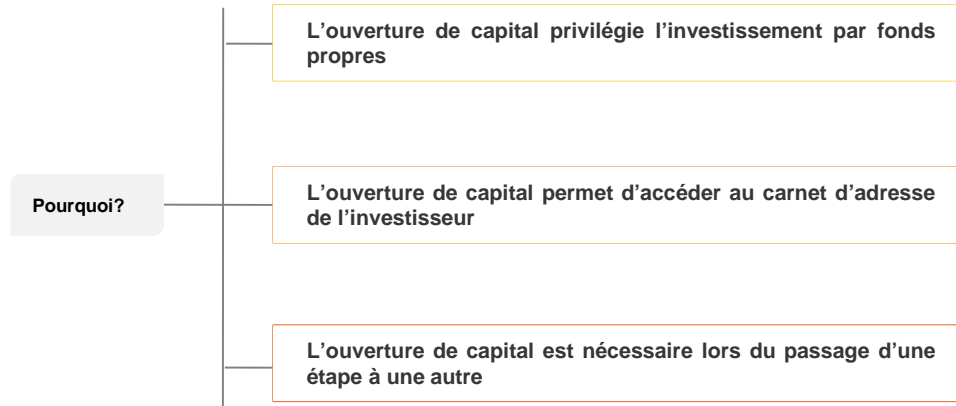 L'ouverture de capital privilégie l'investissement par fonds
propres
Pourquoi?
L'ouverture de capital permet d'accéder au carnet d'adresse
de l'investisseur
L'ouverture de capital est nécessaire lors du passage d'une
étape à une autre